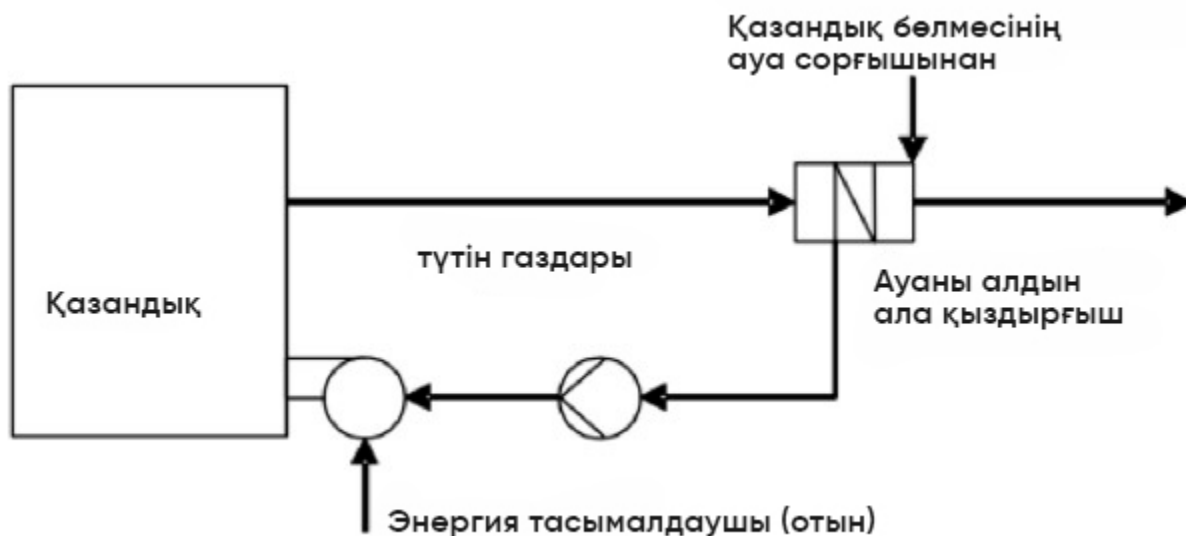 Қазандық бөлмесінің
ауа сорғышынан
түтін газдары
Қазандық
Ауаны алдын
ала қыздырғыш
Энергия тасымалдаушы (отын)